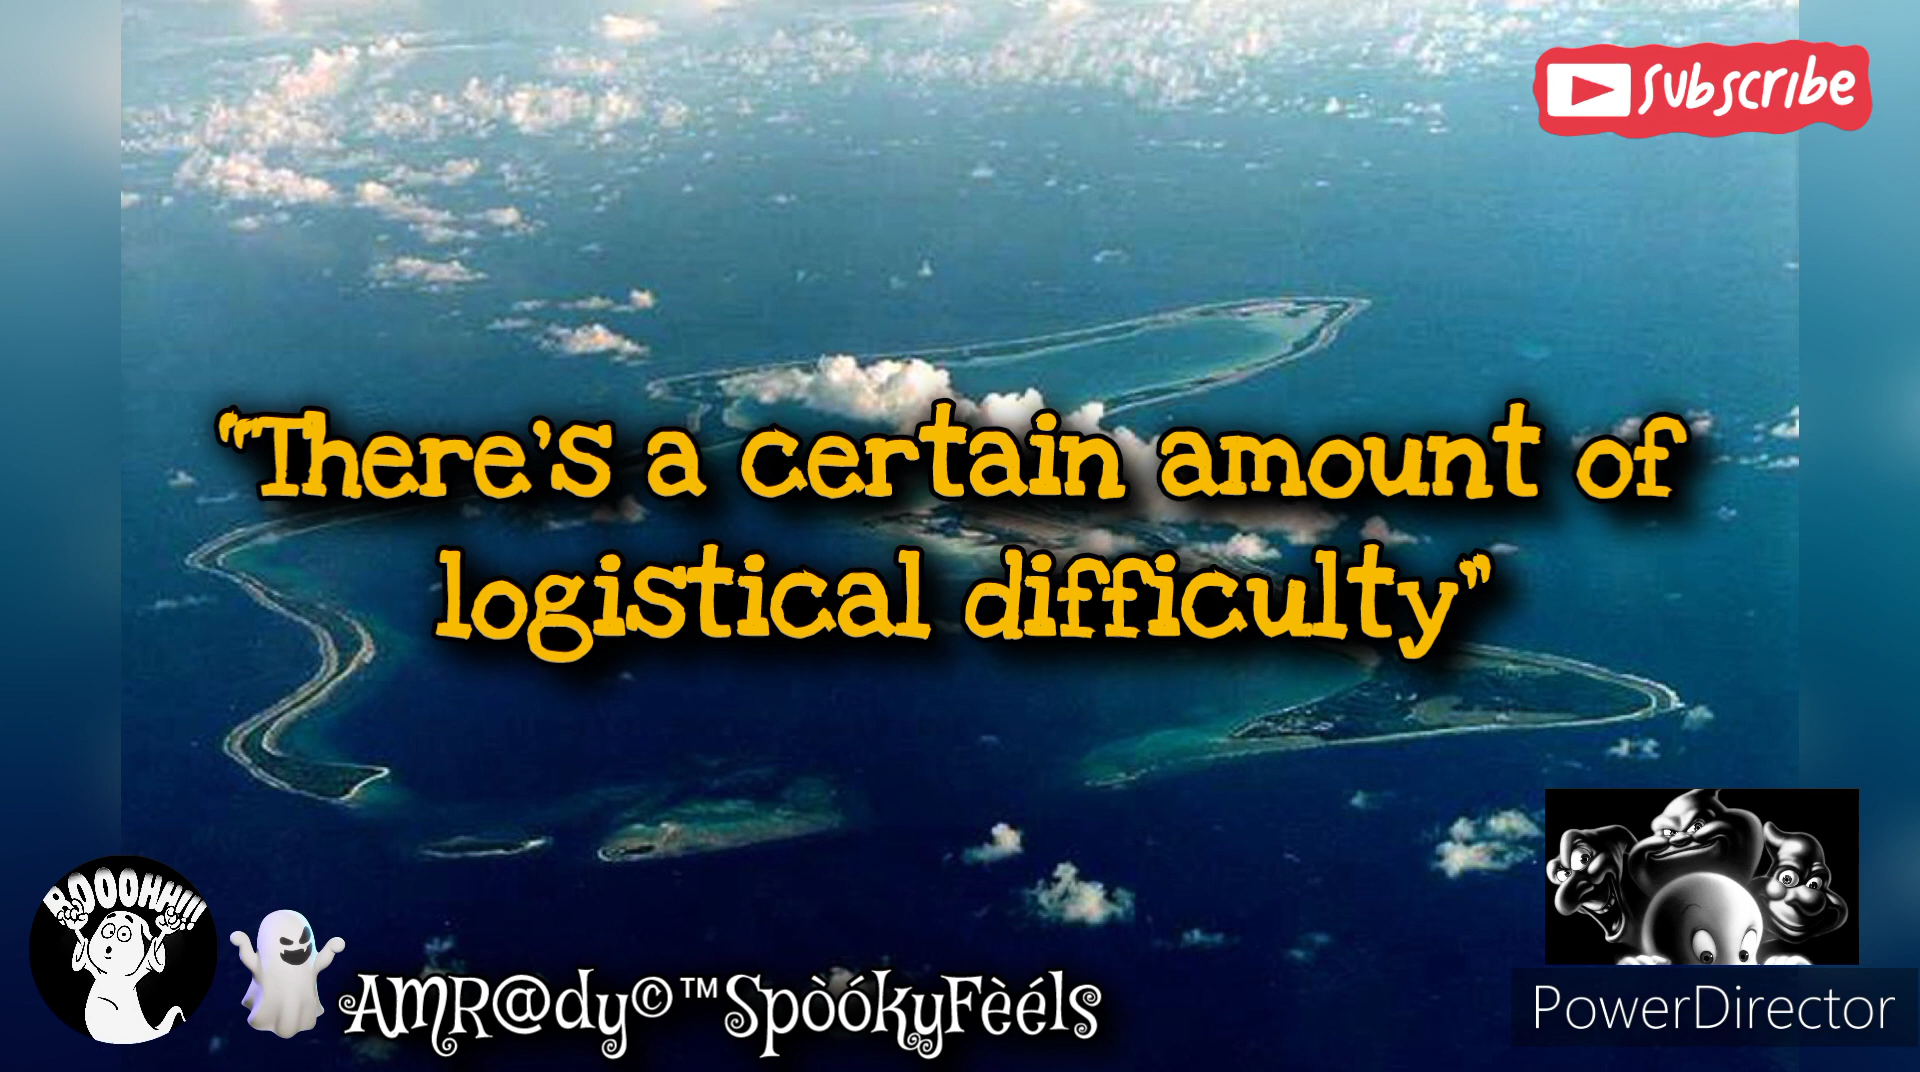 Subscribe
“There’s a certain amount of
logistical difficulty”
BOOOHH!!!
AMR@dy©™SpòókyFèéls
PowerDirector